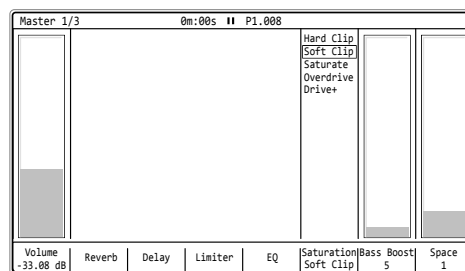 Master 1/3 0m:00s P1.008
Hard Clip
Soft Clip
Saturate
Overdrive
Drive+
Volume Reverb Delay Limiter EQ Saturation Bass Boost Space
-33.08 dB Soft Clip 5 1